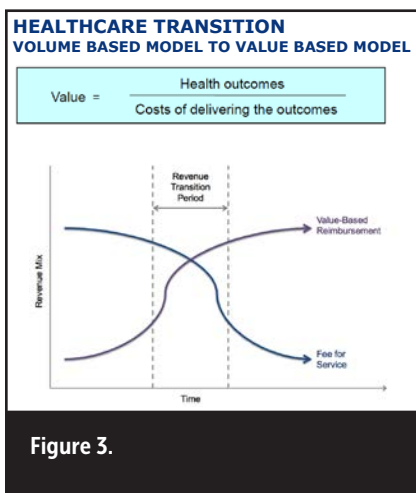 HEALTHCARE TRANSITION
VOLUME BASED MODEL TO VALUE BASED MODEL
Value =
Health outcomes
Costs of delivering the outcomes
Revenue
Transition
Period
Value-Based
Reimbursement
Revenue Mix
Fee for
Service
Time
Figure 3.